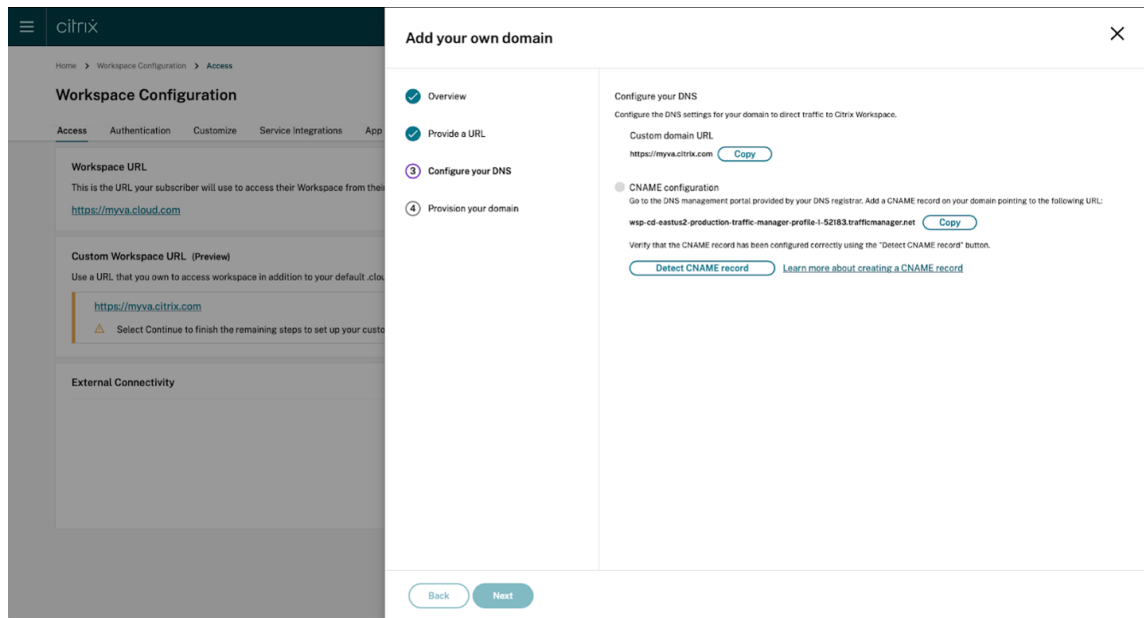 citrix
Home > Workspace Configuration > Access
Workspace Configuration
Access Authentication Customize Service Integrations App
Workspace URL
This is the URL your subscriber will use to access their Workspace from their
https://myva.cloud.com
Custom Workspace URL (Preview)
Use a URL that you own to access workspace in addition to your default .clou
https://myva.citrix.com
Select Continue to finish the remaining steps to set up your custo
External Connectivity
Add your own domain
Overview
Provide a URL
3 Configure your DNS
4 Provision your domain
Configure your DNS
Configure the DNS settings for your domain to direct traffic to Citrix Workspace.
Custom domain URL
https://myva.citrix.com Copy
CNAME configuration
Go to the DNS management portal provided by your DNS registrar. Add a CNAME record on your domain pointing to the following URL:
wsp-cd-eastus2-production-traffic-manager-profile-1-52183.trafficmanager.net Copy
Verify that the CNAME record has been configured correctly using the "Detect CNAME record" button.
Detect CNAME record Learn more about creating a CNAME record
Back Next